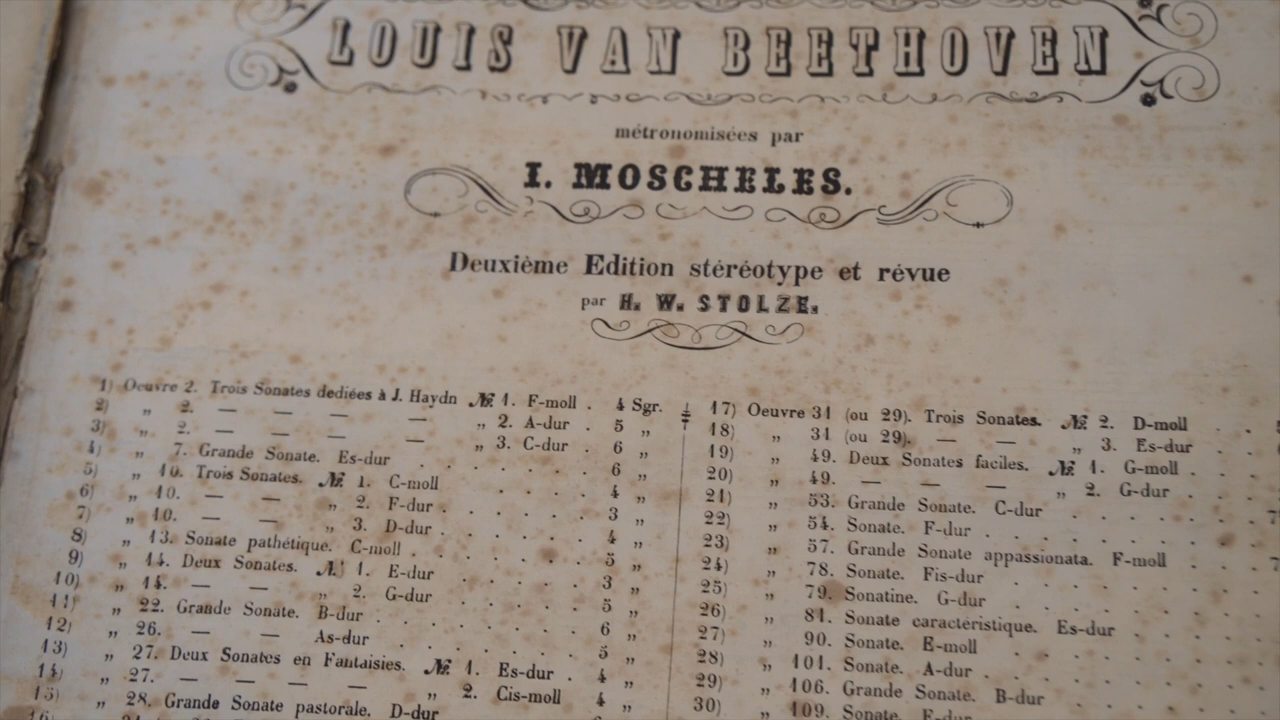 LOUIS VAN BEETHOVEN
métronomisées par
I. MOSCHELES.
Deuxième Edition stéréotype et révue
par H. W. STOLZE.
1) Oeuvre 2. Trois Sonates dediées à J. Haydn № 1. F-moll . 4 Sgr.
2) „ 2. — — — — „ 2. A-dur . 5 „
3) „ 2. — — — — „ 3. C-dur . 6 „
4) „ 7. Grande Sonate. Es-dur . . . . . . 6 „
5) „ 10. Trois Sonates. № 1. C-moll . . . . 4 „
6) „ 10. — — „ 2. F-dur . . . . . 3 „
7) „ 10. — — „ 3. D-dur . . . . . 4 „
8) „ 13. Sonate pathétique. C-moll . . . . . 5 „
9) „ 14. Deux Sonates. № 1. E-dur . . . . 3 „
10) „ 14. — — „ 2. G-dur . . . . 5 „
11) „ 22. Grande Sonate. B-dur . . . . . . 6 „
12) „ 26. — — As-dur . . . . . . 5 „
13) „ 27. Deux Sonates en Fantaisies. № 1. Es-dur . 4 „
14) „ 27. — — — — „ 2. Cis-moll . 4 „
15) „ 28. Grande Sonate pastorale. D-dur
16)
17) Oeuvre 31 (ou 29). Trois Sonates. № 2. D-moll . .
18) „ 31 (ou 29). — — „ 3. Es-dur . .
19) „ 49. Deux Sonates faciles. № 1. G-moll . .
20) „ 49. — — — „ 2. G-dur . .
21) „ 53. Grande Sonate. C-dur . . . . . .
22) „ 54. Sonate. F-dur . . . . . . . .
23) „ 57. Grande Sonate appassionata. F-moll . .
24) „ 78. Sonate. Fis-dur . . . . . . .
25) „ 79. Sonatine. G-dur . . . . . . .
26) „ 81. Sonate caractéristique. Es-dur . . . .
27) „ 90. Sonate. E-moll . . . . . . .
28) „ 101. Sonate. A-dur . . . . . . .
29) „ 106. Grande Sonate. B-dur . . . . .
30) „ 109. Sonate. E-dur